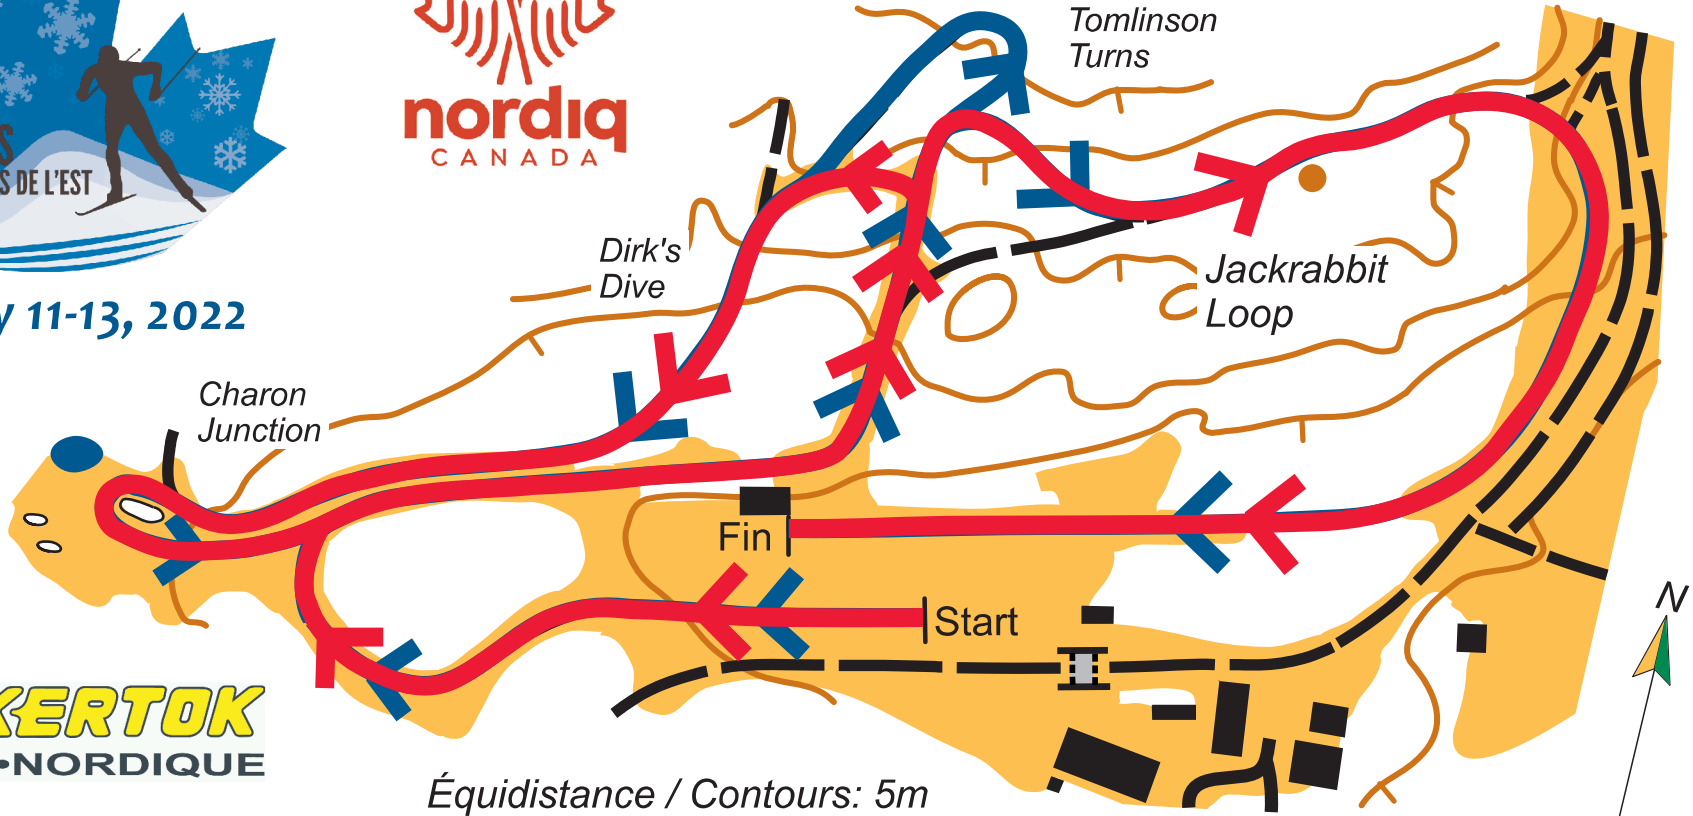 Tomlinson
Turns
nordiq
CANADA
S DE L'EST
11-13, 2022
Dirk's
Dive
Jackrabbit
Loop
Charon
Junction
Fin
Start
N
KERTOK
•NORDIQUE
Équidistance / Contours: 5m